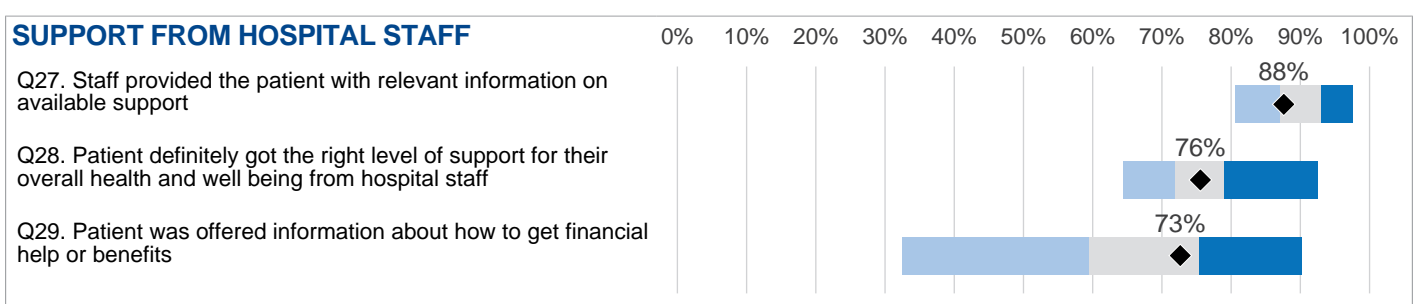 SUPPORT FROM HOSPITAL STAFF 0% 10% 20% 30% 40% 50% 60% 70% 80% 90% 100%
Q27. Staff provided the patient with relevant information on
available support
88%
Q28. Patient definitely got the right level of support for their
overall health and well being from hospital staff
76%
Q29. Patient was offered information about how to get financial
help or benefits
73%